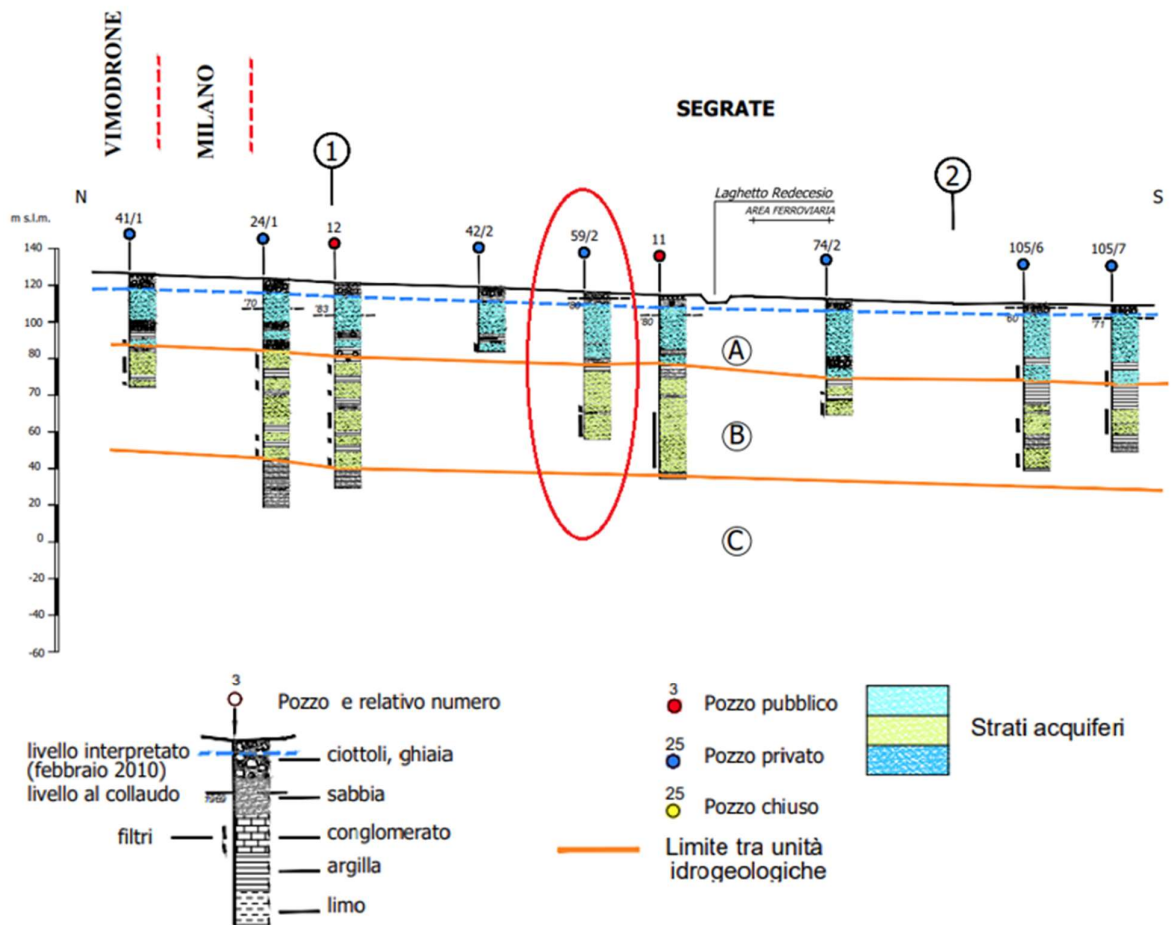 VIMODRONE
MILANO
SEGRATE
1
2
N
S
Laghetto Redecesio
AREA FERROVIARIA
m s.l.m.
41/1
24/1
12
42/2
59/2
11
74/2
105/6
105/7
140
120
100
80
60
40
20
0
-20
-40
-60
'70
'83
'80
'60
'71
A
B
C
3
Pozzo e relativo numero
livello interpretato
(febbraio 2010)
livello al collaudo
filtri
ciottoli, ghiaia
sabbia
conglomerato
argilla
limo
3
Pozzo pubblico
25
Pozzo privato
25
Pozzo chiuso
Limite tra unità
idrogeologiche
Strati acquiferi